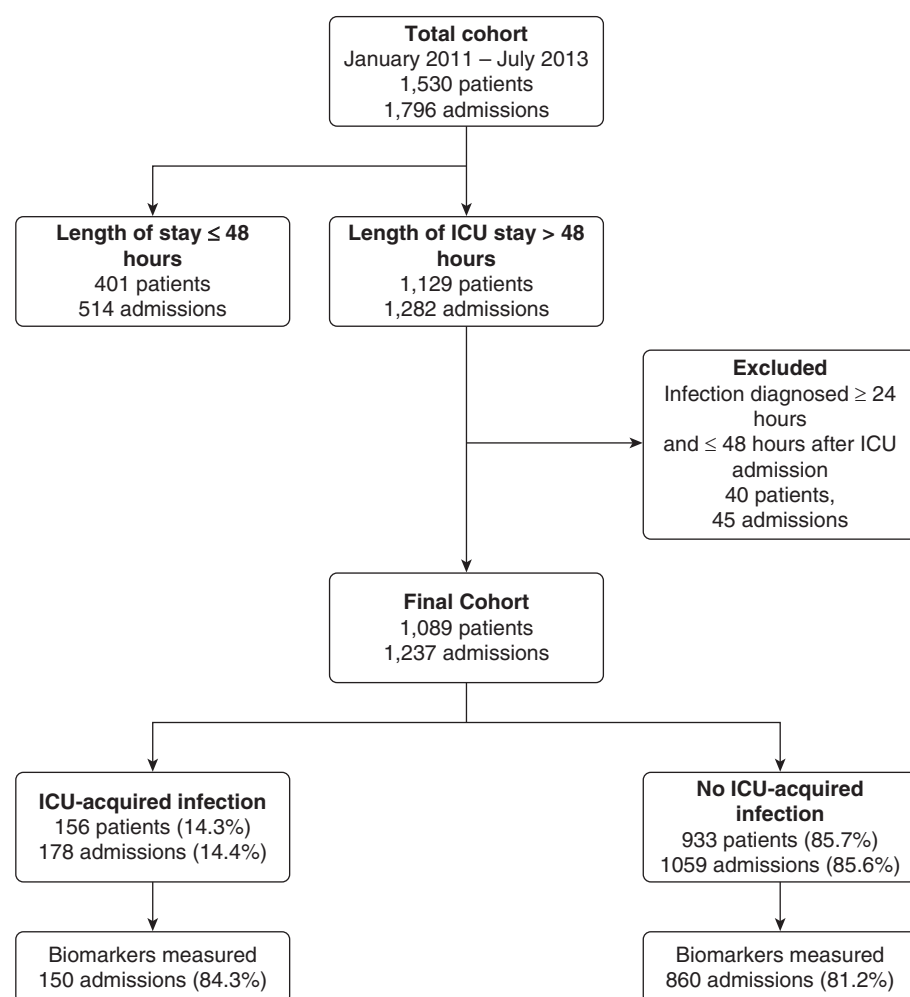 Total cohort
January 2011 – July 2013
1,530 patients
1,796 admissions
Length of stay ≤ 48
hours
401 patients
514 admissions
Length of ICU stay > 48
hours
1,129 patients
1,282 admissions
Excluded
Infection diagnosed ≥ 24
hours
and ≤ 48 hours after ICU
admission
40 patients,
45 admissions
Final Cohort
1,089 patients
1,237 admissions
ICU-acquired infection
156 patients (14.3%)
178 admissions (14.4%)
No ICU-acquired
infection
933 patients (85.7%)
1059 admissions (85.6%)
Biomarkers measured
150 admissions (84.3%)
Biomarkers measured
860 admissions (81.2%)